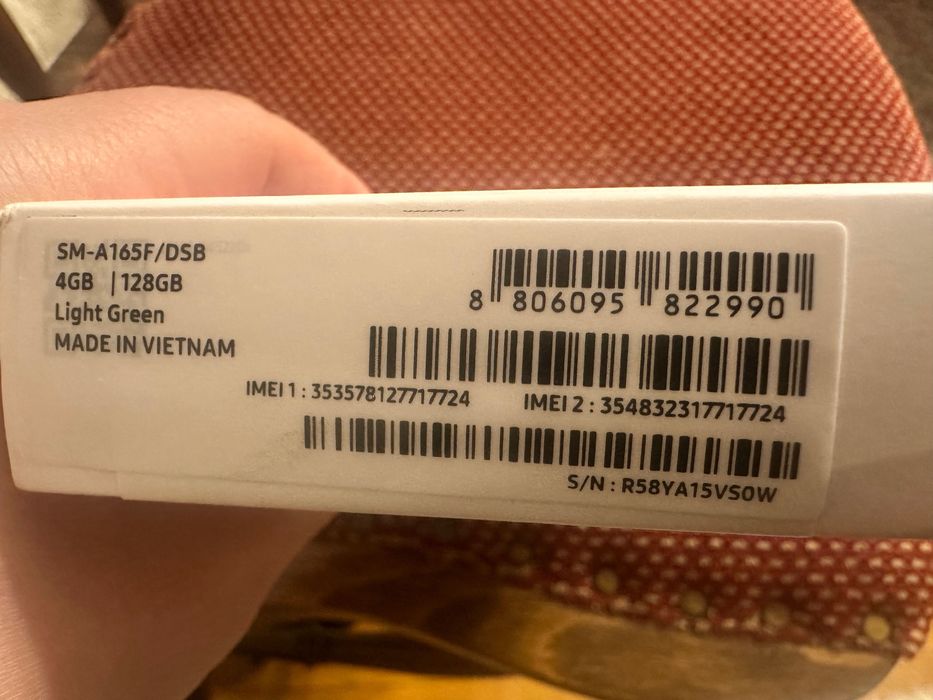 SM-A165F/DSB
4GB | 128GB
Light Green
MADE IN VIETNAM
8 806095 822990
IMEI 1 : 353578127717724
IMEI 2 : 354832317717724
S/N : R58YA15VS0W